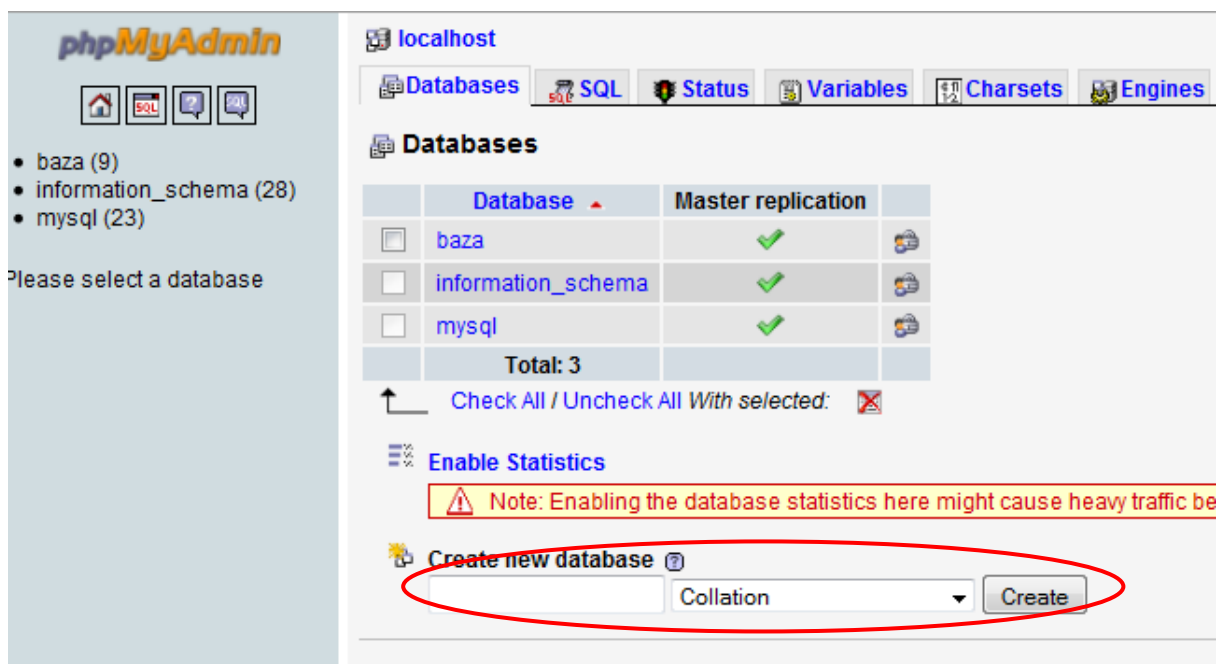 phpMyAdmin
SQL
SQL
baza (9)
information_schema (28)
mysql (23)
Please select a database
localhost
Databases SQL Status Variables Charsets Engines
Databases
Database Master replication
baza
information_schema
mysql
Total: 3
Check All / Uncheck All With selected:
Enable Statistics
Note: Enabling the database statistics here might cause heavy traffic be
Create new database
Collation Create